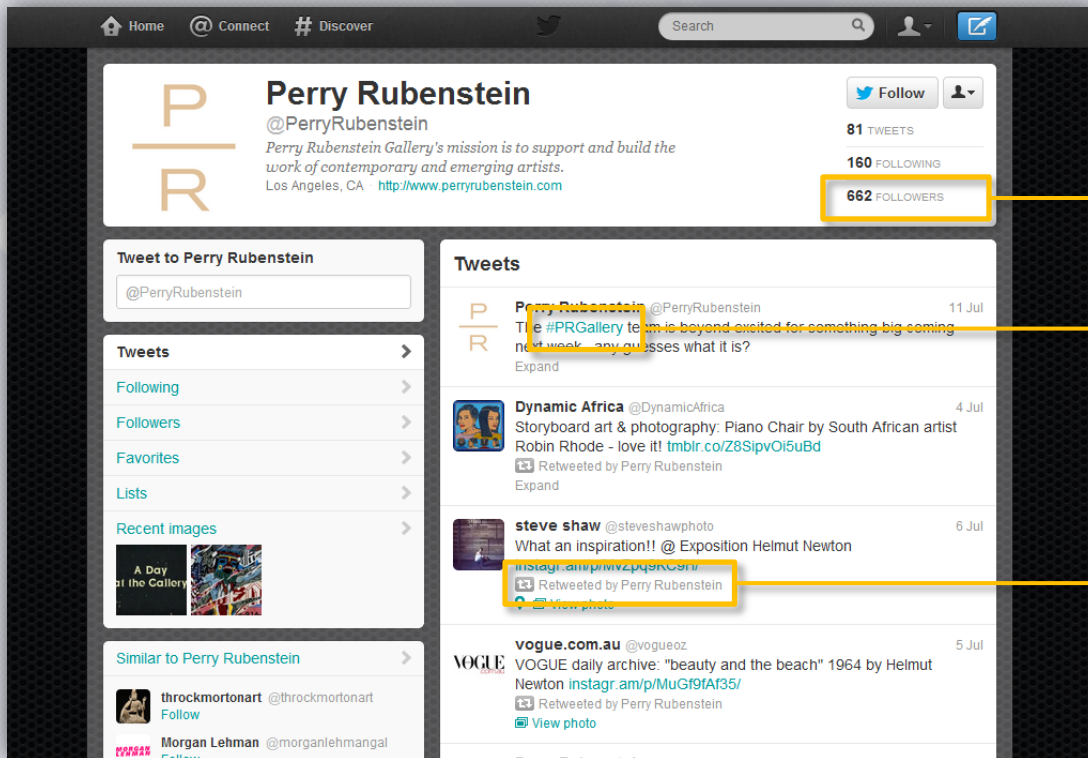 Home @ Connect # Discover Search
P
R
Perry Rubenstein
@PerryRubenstein
Perry Rubenstein Gallery's mission is to support and build the
work of contemporary and emerging artists.
Los Angeles, CA · http://www.perryrubenstein.com
Follow
81 TWEETS
160 FOLLOWING
662 FOLLOWERS
Tweet to Perry Rubenstein
@PerryRubenstein
Tweets
Following
Followers
Favorites
Lists
Recent images
A Day
at the Gallery
Similar to Perry Rubenstein
throckmortonart @throckmortonart
Follow
MORGAN
LEHMAN
Morgan Lehman @morganlehmangal
Tweets
P
R
Perry Rubenstein @PerryRubenstein 11 Jul
The #PRGallery team is beyond excited for something big coming
next week - any guesses what it is?
Expand
Dynamic Africa @DynamicAfrica 4 Jul
Storyboard art & photography: Piano Chair by South African artist
Robin Rhode - love it! tmblr.co/Z8SipvOi5uBd
Retweeted by Perry Rubenstein
Expand
steve shaw @steveshawphoto 6 Jul
What an inspiration!! @ Exposition Helmut Newton
Retweeted by Perry Rubenstein
View photo
VOGUE
vogue.com.au @vogueoz 5 Jul
VOGUE daily archive: "beauty and the beach" 1964 by Helmut
Newton instagr.am/p/MuGf9fAf35/
Retweeted by Perry Rubenstein
View photo